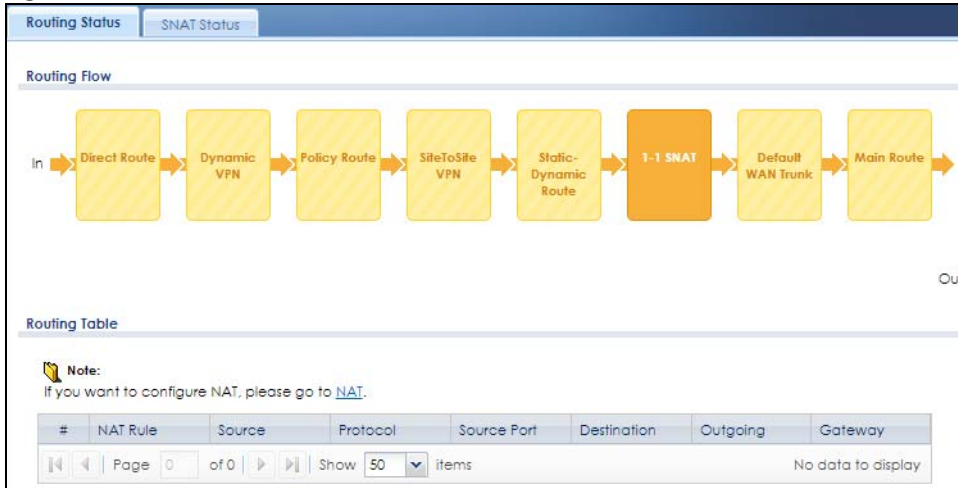 Routing Status SNAT Status
Routing Flow
In Direct Route Dynamic VPN Policy Route SiteToSite VPN Static-Dynamic Route 1-1 SNAT Default WAN Trunk Main Route
Ou
Routing Table
Note:
If you want to configure NAT, please go to NAT.
# NAT Rule Source Protocol Source Port Destination Outgoing Gateway
Page 0 of 0 Show 50 items No data to display